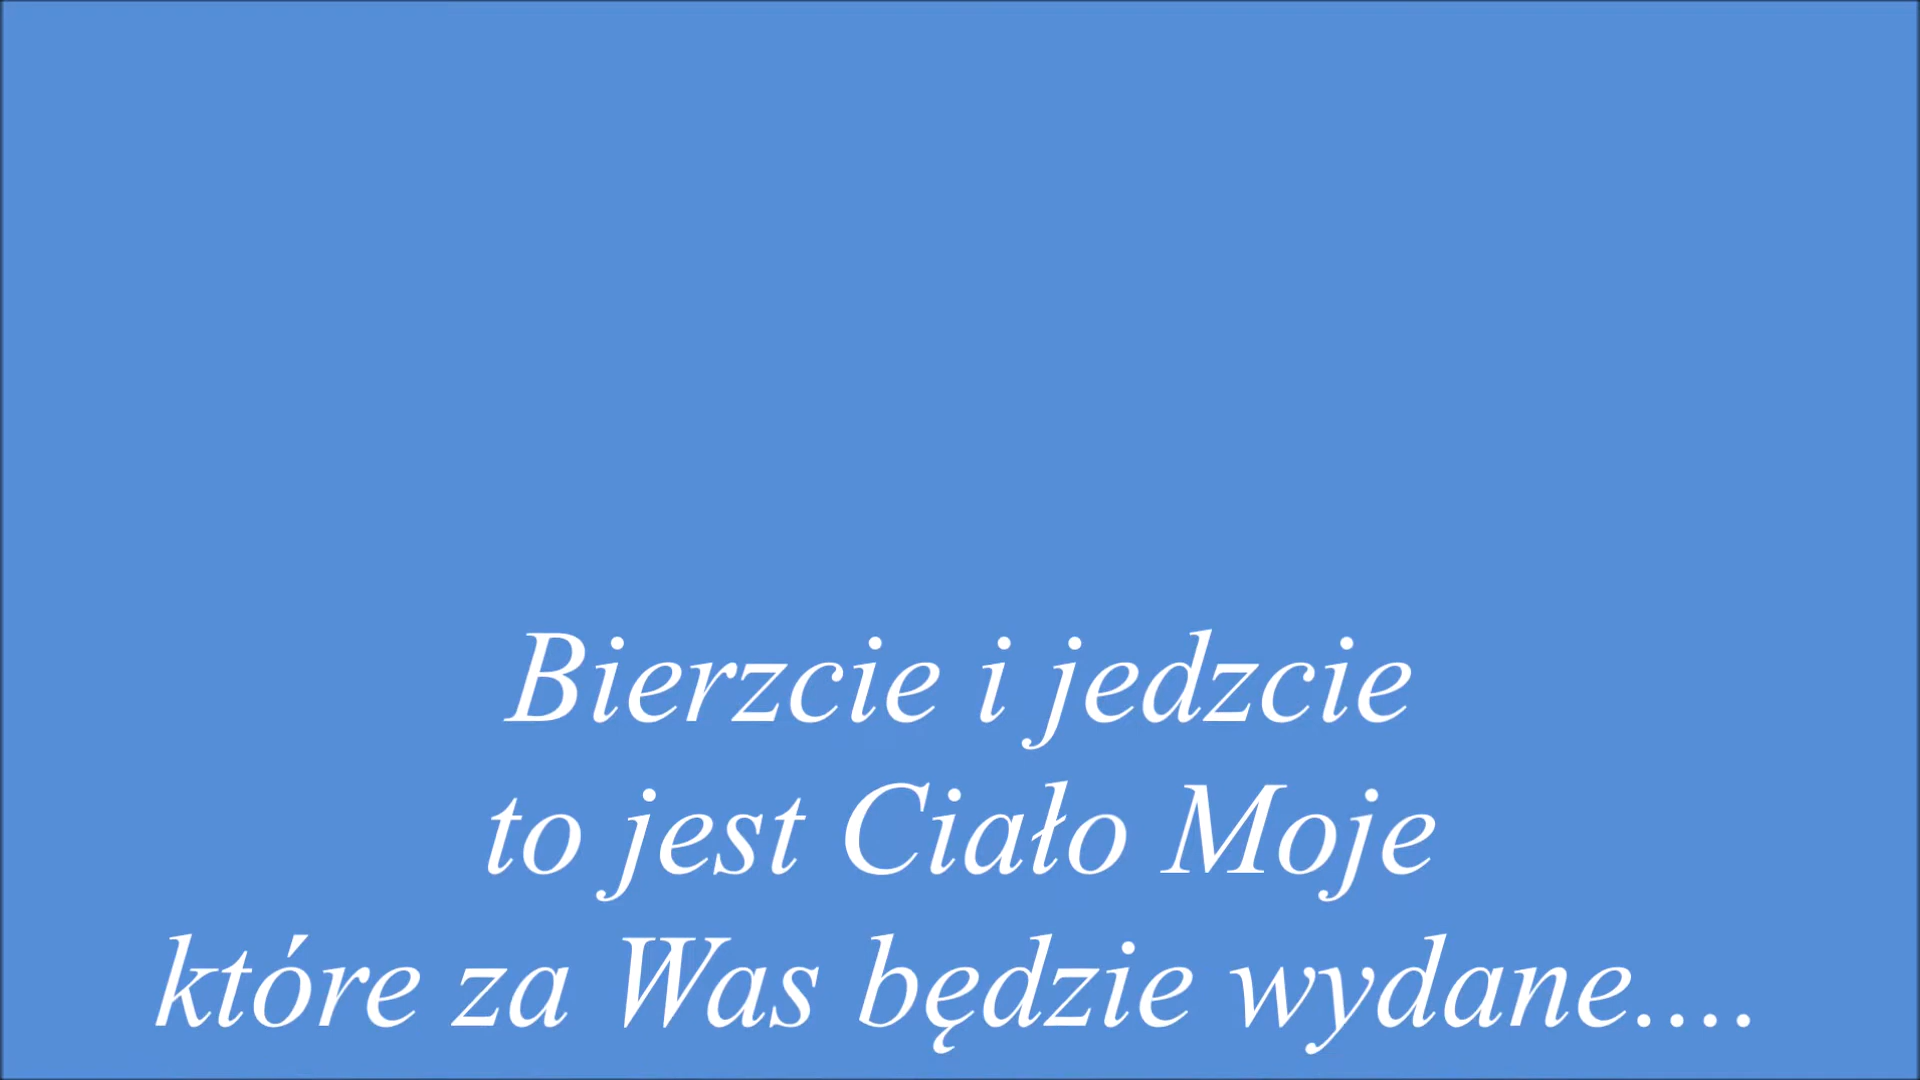 Bierzcie i jedzcie
to jest Ciało Moje
które za Was będzie wydane....